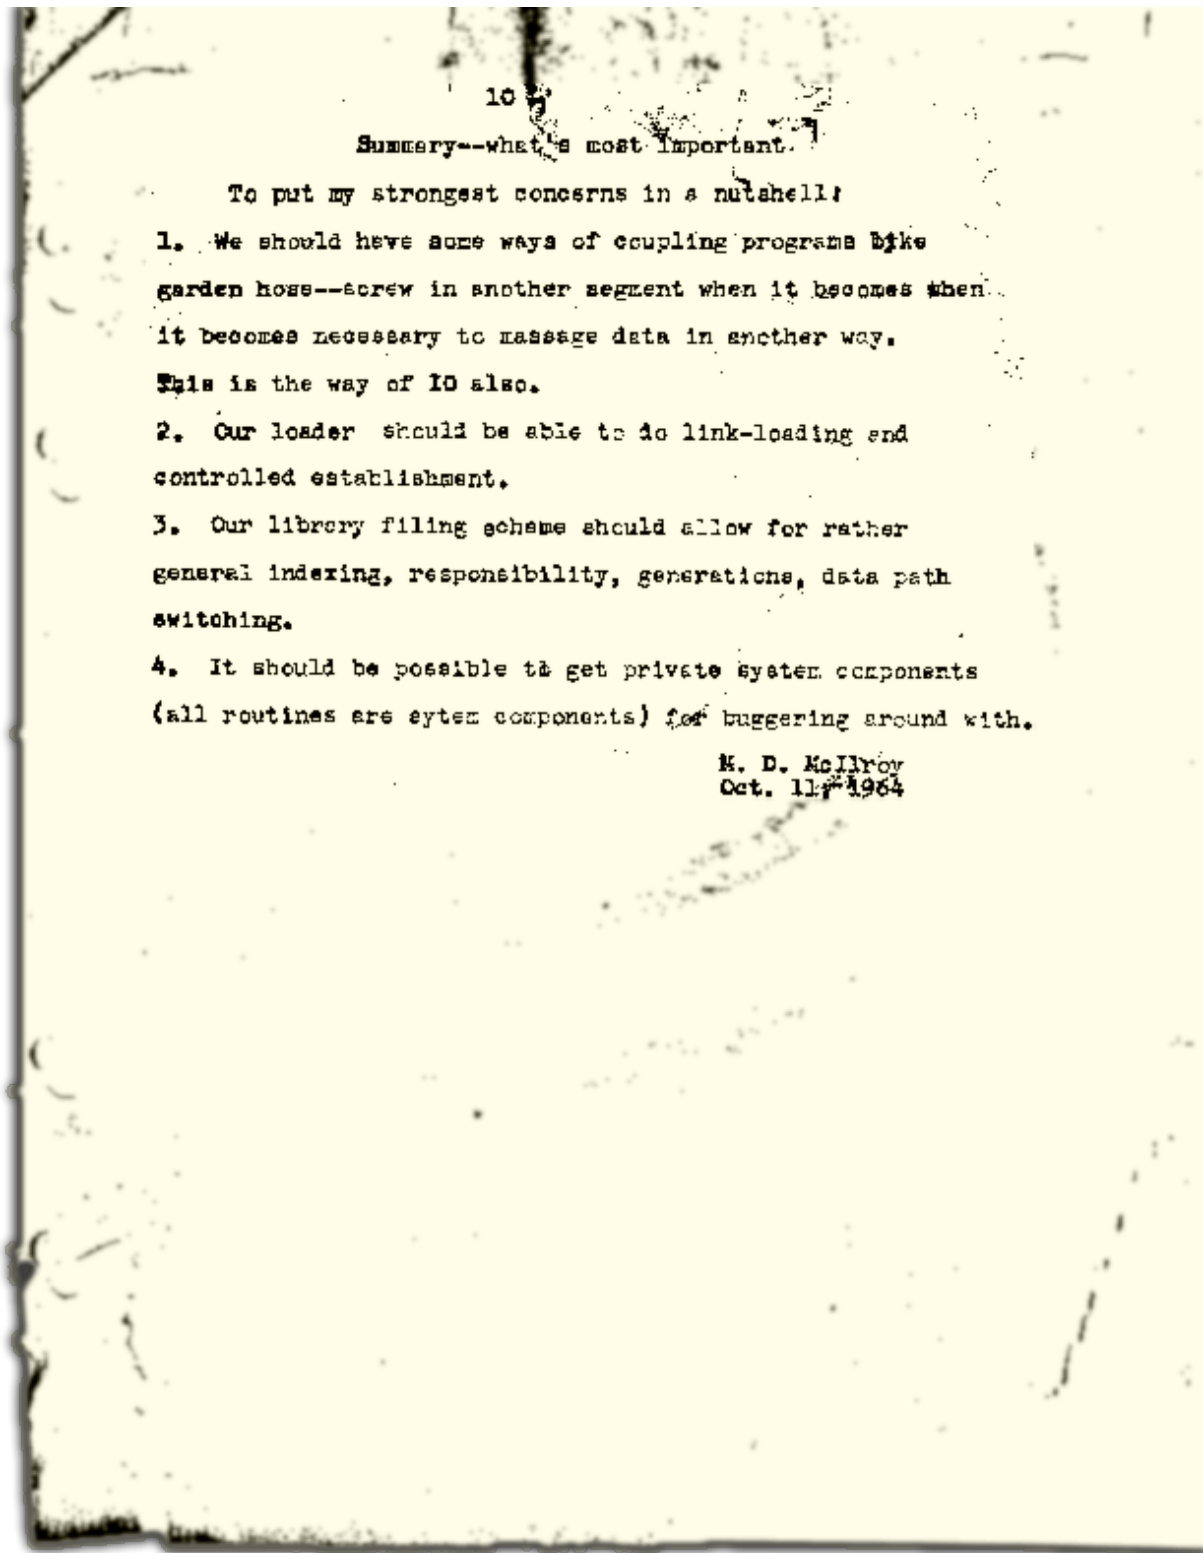 10
Summary--what's most important.
To put my strongest concerns in a nutshell:
1. We should have some ways of coupling programs like
garden hose--screw in another segment when it becomes when
it becomes necessary to massage data in another way.
This is the way of IO also.
2. Our loader should be able to do link-loading and
controlled establishment.
3. Our library filing scheme should allow for rather
general indexing, responsibility, generations, data path
switching.
4. It should be possible to get private system components
(all routines are sytem components) for buggering around with.
M. D. McIlroy
Oct. 11, 1964